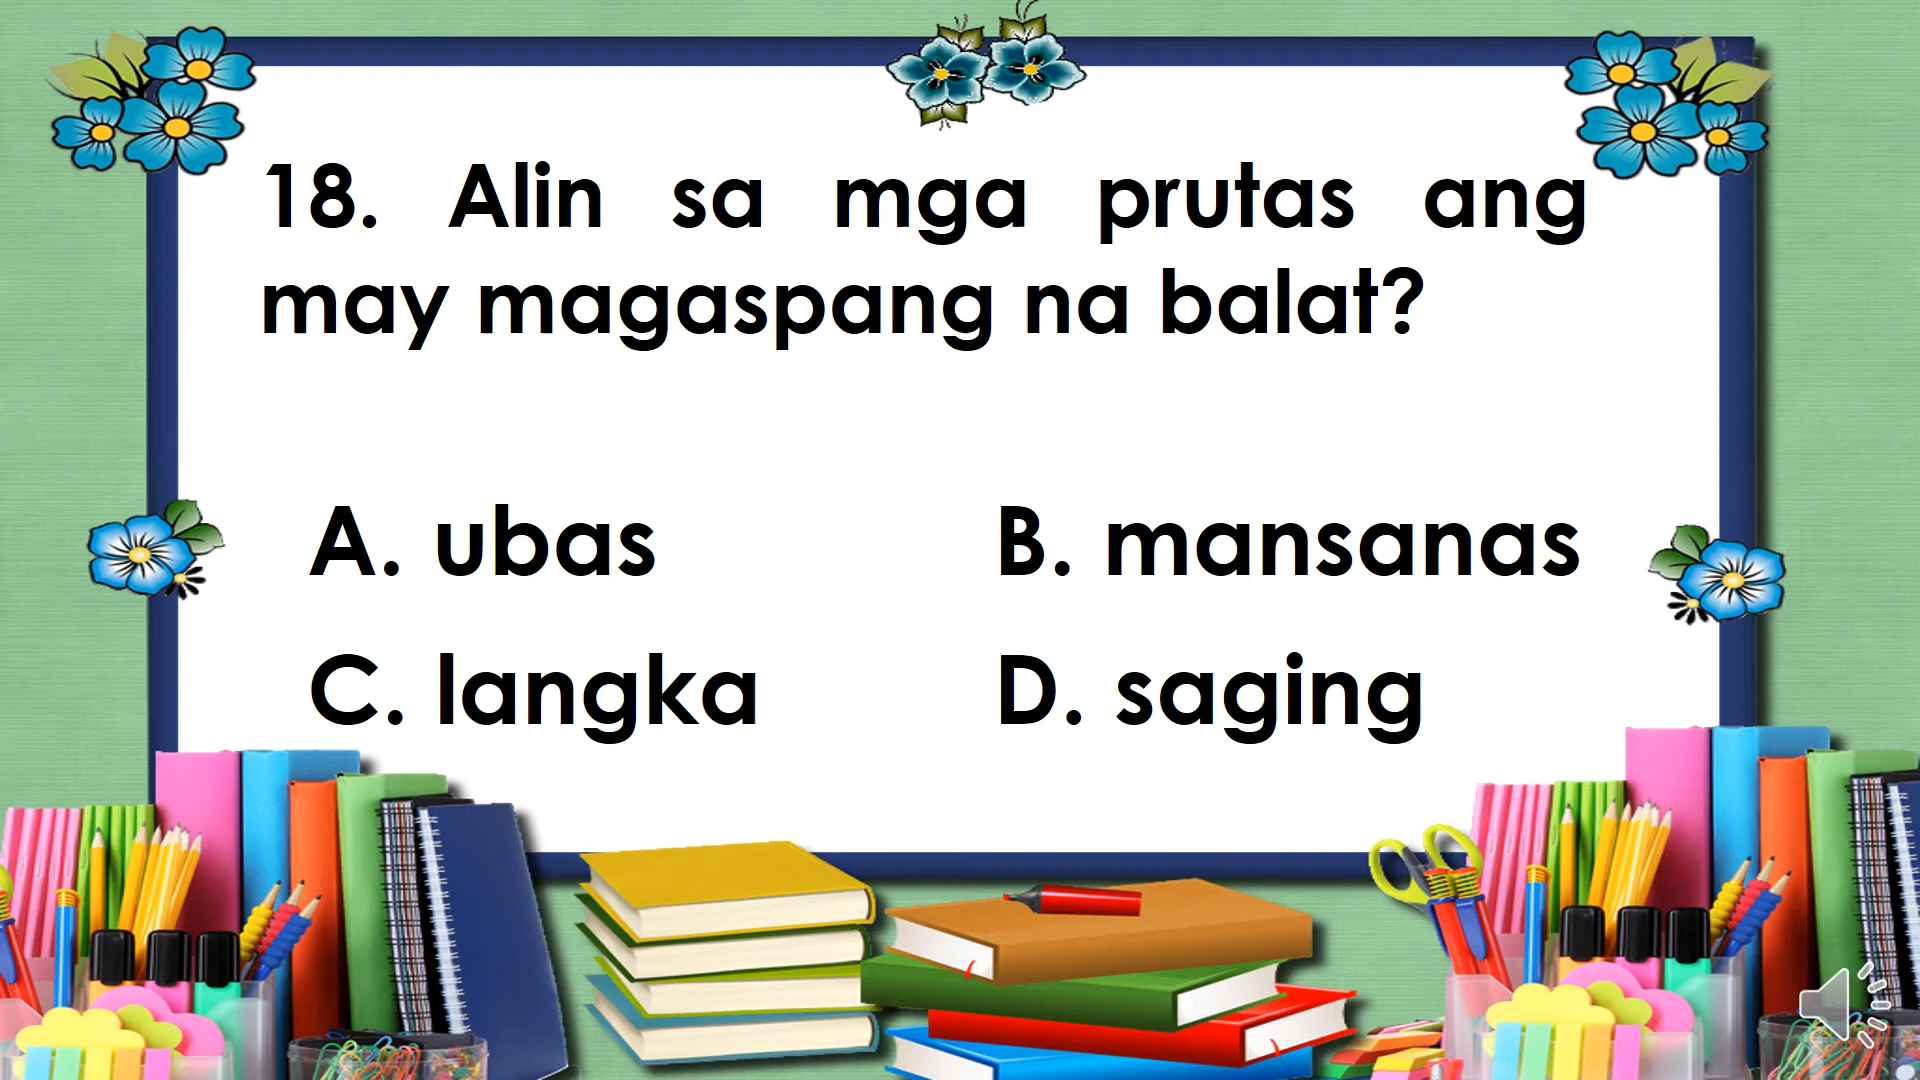 18. Alin sa mga prutas ang
may magaspang na balat?
A. ubas
B. mansanas
C. langka
D. saging